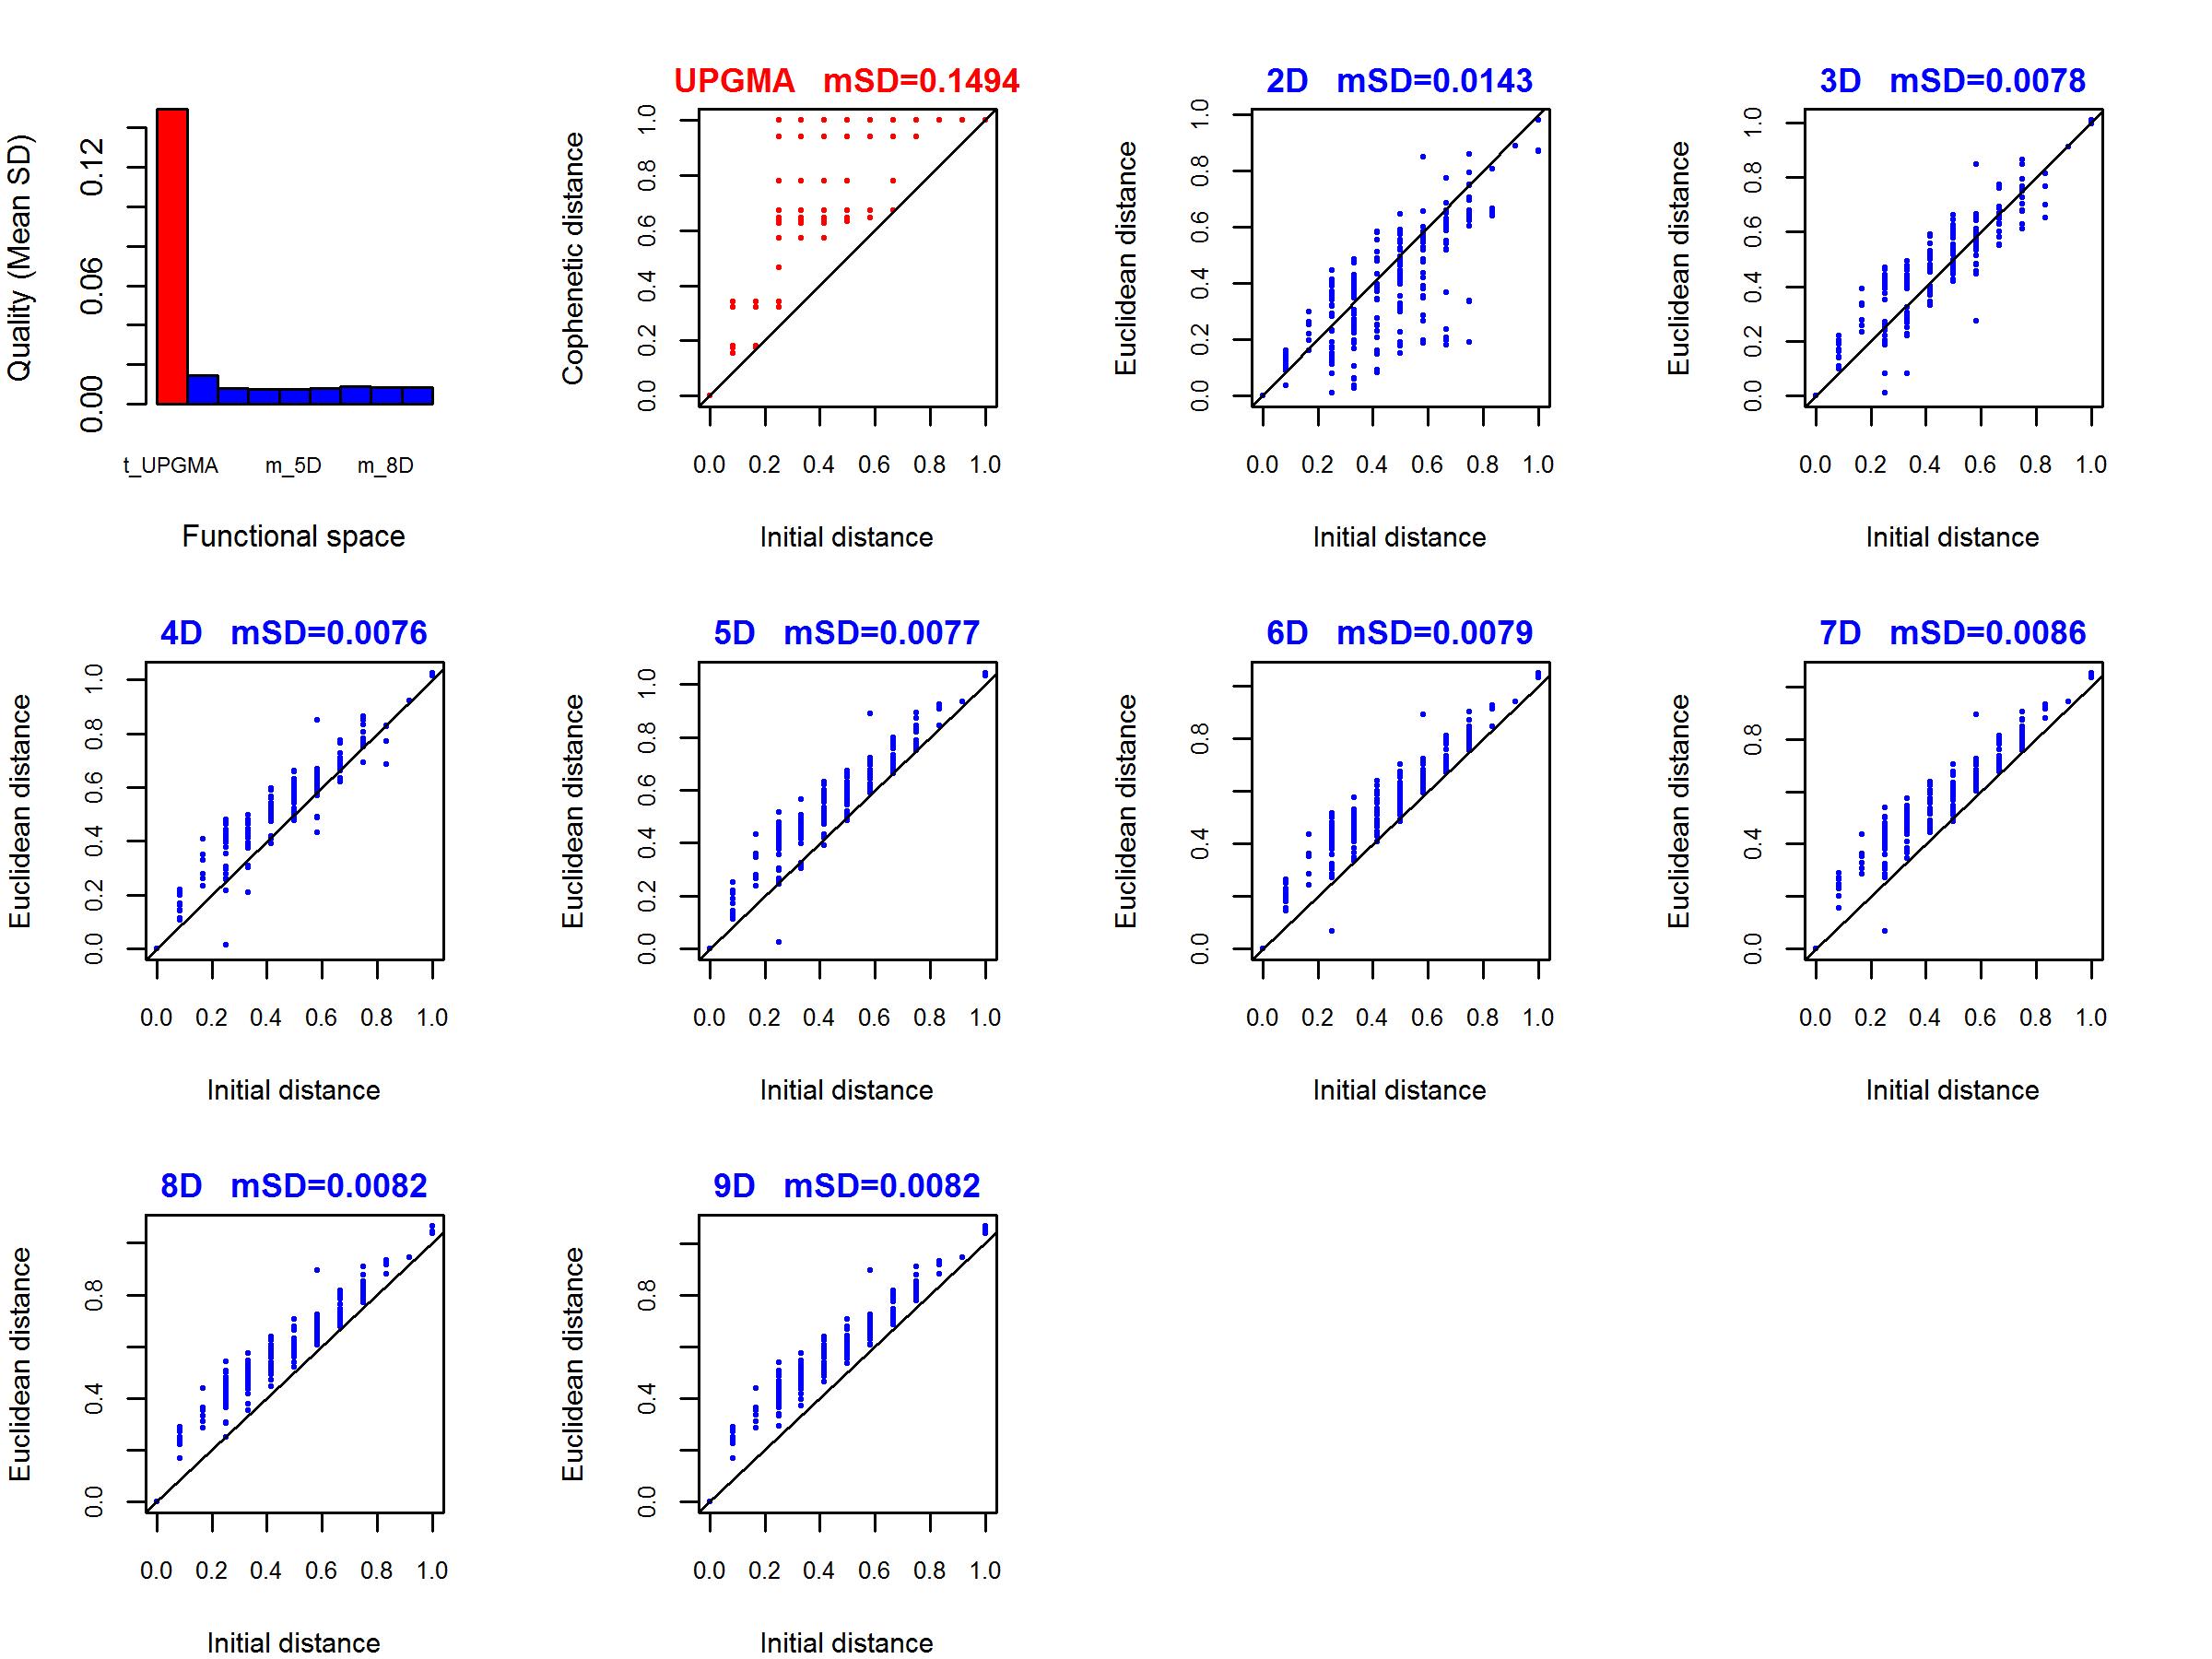 Quality (Mean SD)
0.00 0.06 0.12
t_UPGMA m_5D m_8D
Functional space
UPGMA mSD=0.1494
Cophenetic distance
0.0 0.2 0.4 0.6 0.8 1.0
0.0 0.2 0.4 0.6 0.8 1.0
Initial distance
2D mSD=0.0143
Euclidean distance
0.0 0.2 0.4 0.6 0.8 1.0
0.0 0.2 0.4 0.6 0.8 1.0
Initial distance
3D mSD=0.0078
Euclidean distance
0.0 0.2 0.4 0.6 0.8 1.0
0.0 0.2 0.4 0.6 0.8 1.0
Initial distance
4D mSD=0.0076
Euclidean distance
0.0 0.2 0.4 0.6 0.8 1.0
0.0 0.2 0.4 0.6 0.8 1.0
Initial distance
5D mSD=0.0077
Euclidean distance
0.0 0.2 0.4 0.6 0.8 1.0
0.0 0.2 0.4 0.6 0.8 1.0
Initial distance
6D mSD=0.0079
Euclidean distance
0.0 0.4 0.8
0.0 0.2 0.4 0.6 0.8 1.0
Initial distance
7D mSD=0.0086
Euclidean distance
0.0 0.4 0.8
0.0 0.2 0.4 0.6 0.8 1.0
Initial distance
8D mSD=0.0082
Euclidean distance
0.0 0.4 0.8
0.0 0.2 0.4 0.6 0.8 1.0
Initial distance
9D mSD=0.0082
Euclidean distance
0.0 0.4 0.8
0.0 0.2 0.4 0.6 0.8 1.0
Initial distance